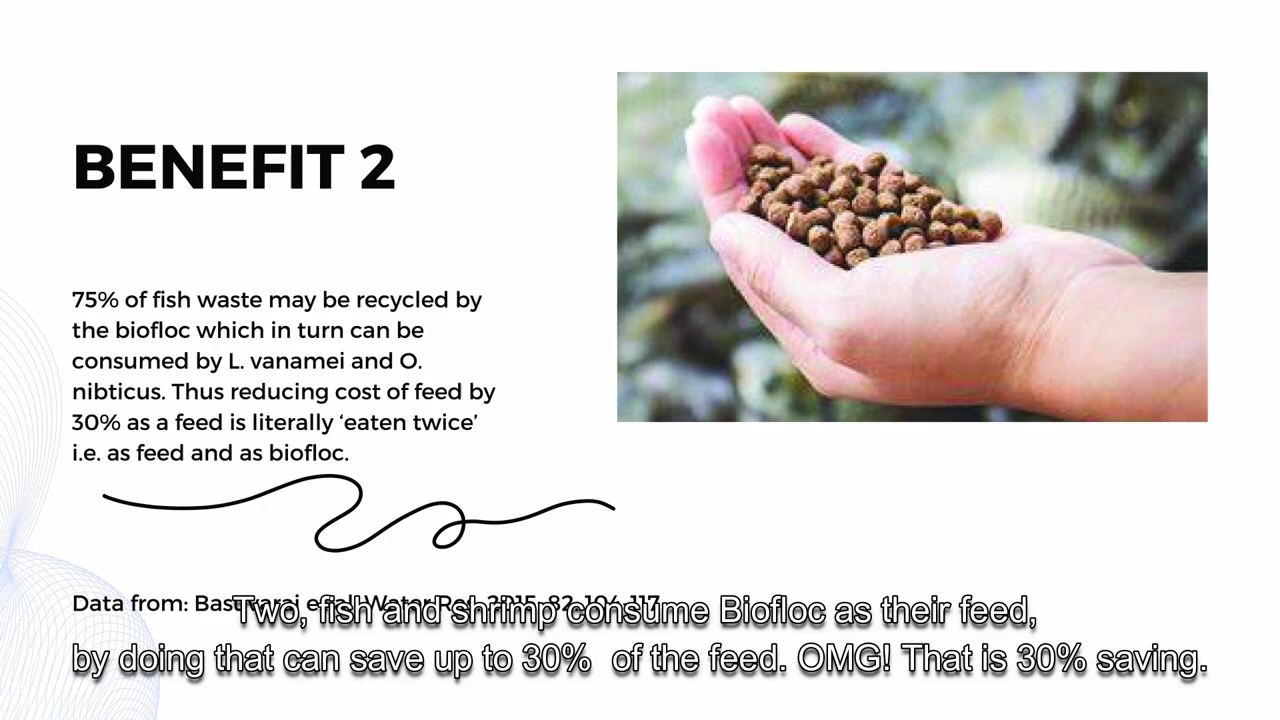 BENEFIT 2
75% of fish waste may be recycled by
the biofloc which in turn can be
consumed by L. vanamei and O.
nibticus. Thus reducing cost of feed by
30% as a feed is literally ‘eaten twice’
i.e. as feed and as biofloc.
Data from:
Two, fish and shrimp consume Biofloc as their feed,
by doing that can save up to 30% of the feed. OMG! That is 30% saving.